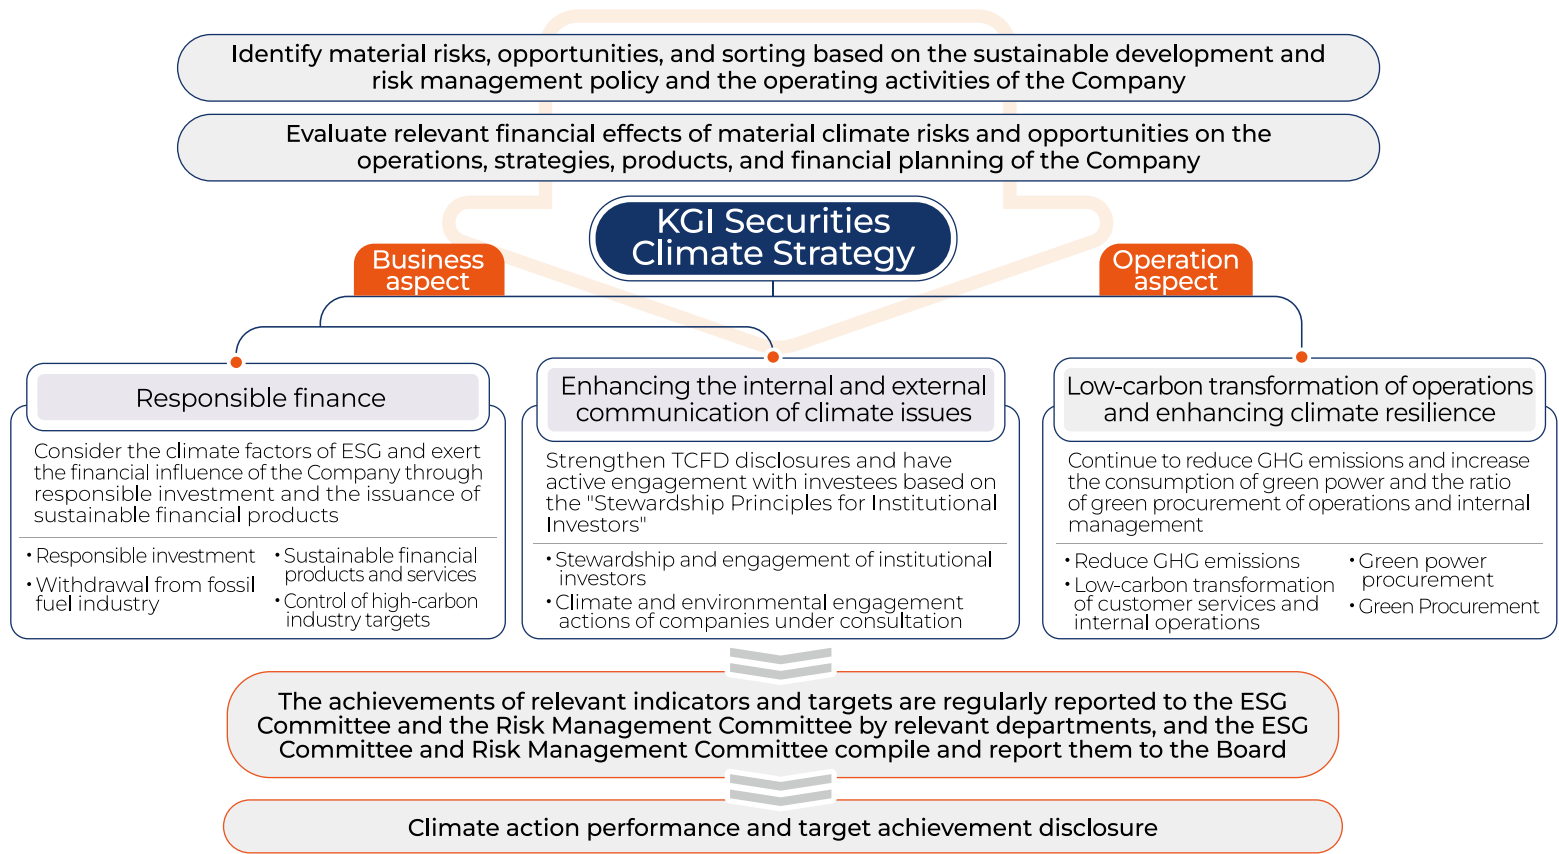 Identify material risks, opportunities, and sorting based on the sustainable development and
risk management policy and the operating activities of the Company
Evaluate relevant financial effects of material climate risks and opportunities on the
operations, strategies, products, and financial planning of the Company
KGI Securities
Climate Strategy
Business
aspect
Operation
aspect
Responsible finance
Consider the climate factors of ESG and exert
the financial influence of the Company through
responsible investment and the issuance of
sustainable financial products
• Responsible investment
• Withdrawal from fossil
fuel industry
• Sustainable financial
products and services
• Control of high-carbon
industry targets
Enhancing the internal and external
communication of climate issues
Strengthen TCFD disclosures and have
active engagement with investees based on
the "Stewardship Principles for Institutional
Investors"
• Stewardship and engagement of institutional
investors
• Climate and environmental engagement
actions of companies under consultation
Low-carbon transformation of operations
and enhancing climate resilience
Continue to reduce GHG emissions and increase
the consumption of green power and the ratio
of green procurement of operations and internal
management
• Reduce GHG emissions
• Low-carbon transformation
of customer services and
internal operations
• Green power
procurement
• Green Procurement
The achievements of relevant indicators and targets are regularly reported to the ESG
Committee and the Risk Management Committee by relevant departments, and the ESG
Committee and Risk Management Committee compile and report them to the Board
Climate action performance and target achievement disclosure